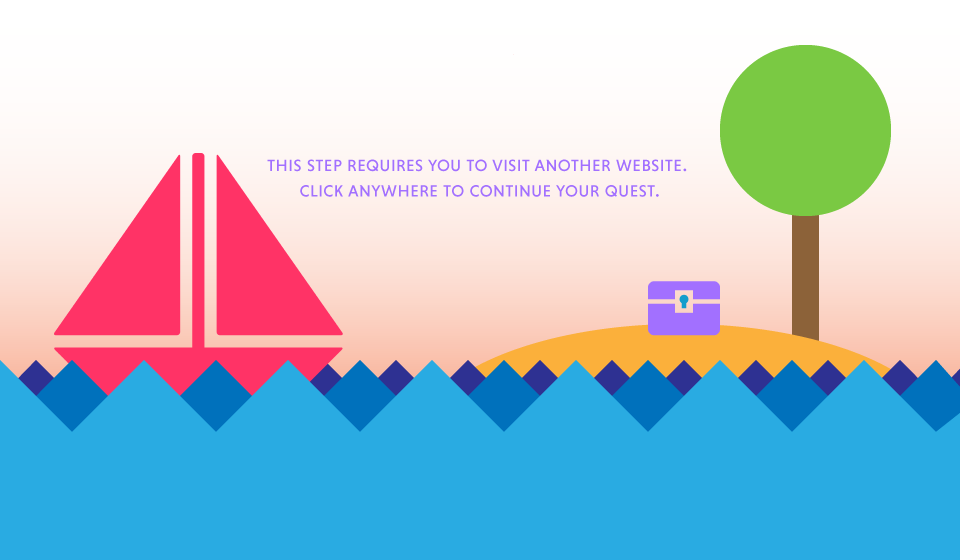 THIS STEP REQUIRES YOU TO VISIT ANOTHER WEBSITE.
CLICK ANYWHERE TO CONTINUE YOUR QUEST.